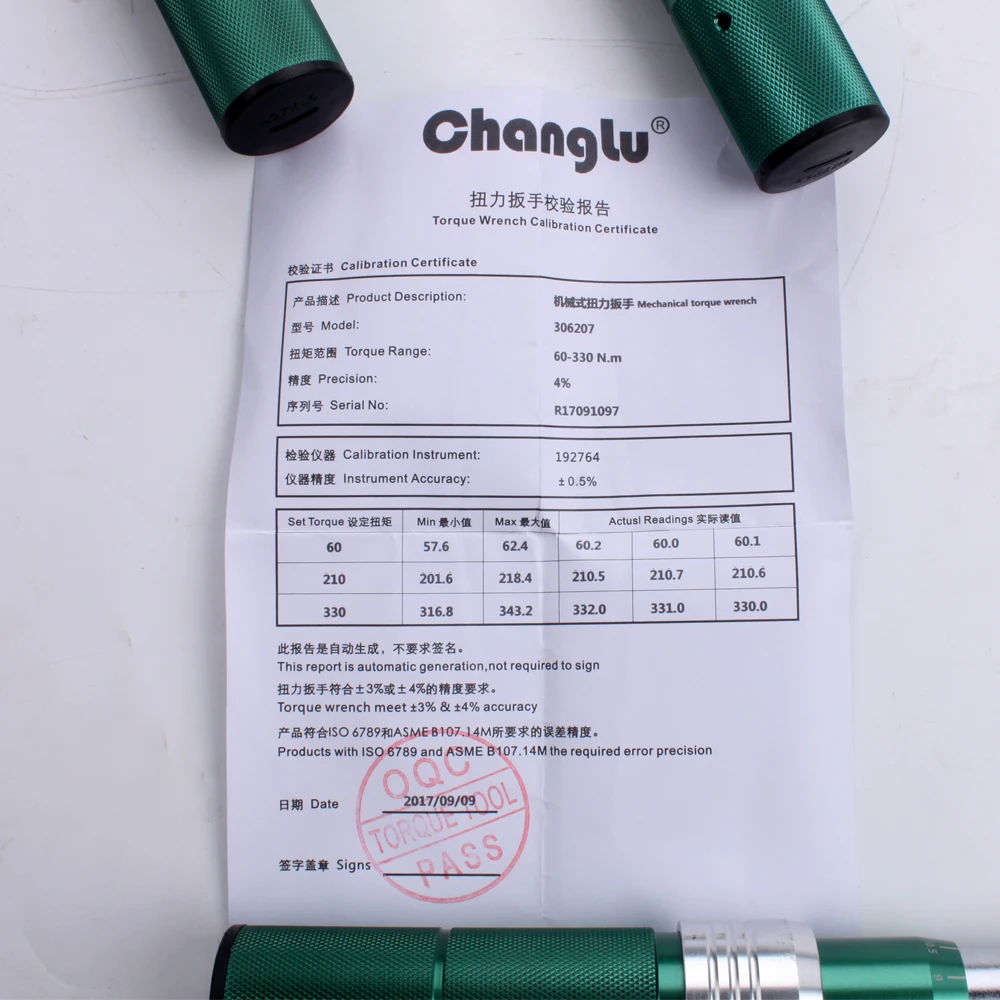 Changlu®
扭力扳手校验报告
Torque Wrench Calibration Certificate
校验证书 Calibration Certificate
产品描述 Product Description: 机械式扭力扳手 Mechanical torque wrench
型号 Model: 306207
扭矩范围 Torque Range: 60-330 N.m
精度 Precision: 4%
序列号 Serial No: R17091097
检验仪器 Calibration Instrument: 192764
仪器精度 Instrument Accuracy: ±0.5%
Set Torque 设定扭矩 Min 最小值 Max 最大值 Actusl Readings 实际读值
60 57.6 62.4 60.2 60.0 60.1
210 201.6 218.4 210.5 210.7 210.6
330 316.8 343.2 332.0 331.0 330.0
此报告是自动生成，不要求签名。
This report is automatic generation,not required to sign
扭力扳手符合±3%或±4%的精度要求。
Torque wrench meet ±3% & ±4% accuracy
产品符合ISO 6789和ASME B107.14M所要求的误差精度。
Products with ISO 6789 and ASME B107.14M the required error precision
OQC
日期 Date 2017/09/09
TORQUE TOOL
签字盖章 Signs
PASS